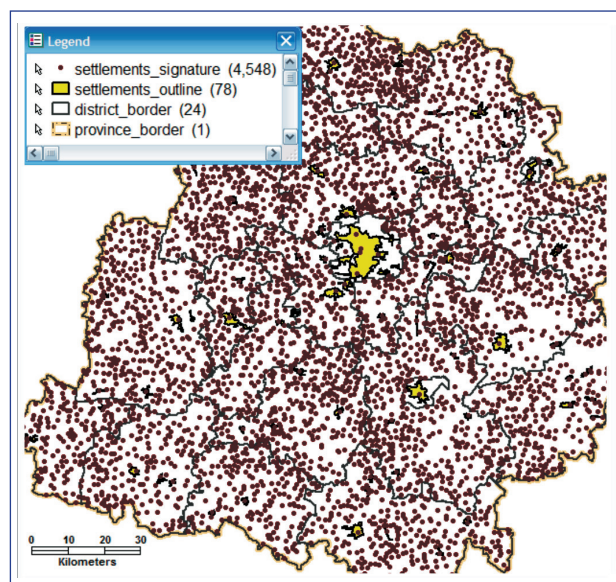 Legend
settlements_signature (4,548)
settlements_outline (78)
district_border (24)
province_border (1)
0 10 20 30
Kilometers